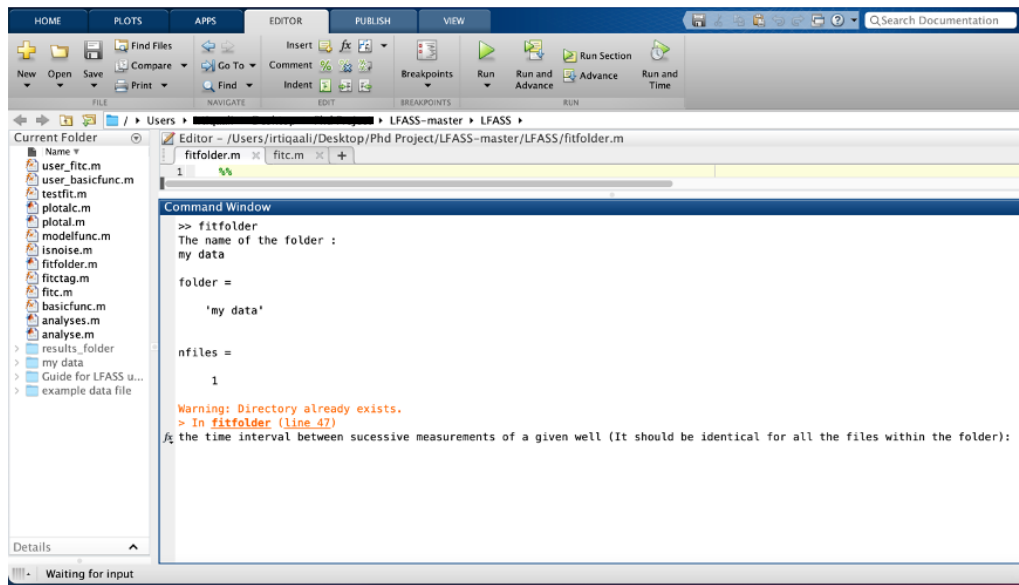 HOME PLOTS APPS EDITOR PUBLISH VIEW
Search Documentation
New Open Save
Find Files
Compare
Print
Go To
Find
Insert fx
Comment
Indent
Breakpoints
Run
Run and Advance
Run Section
Advance
Run and Time
FILE NAVIGATE EDIT BREAKPOINTS RUN
/ Users LFASS-master LFASS
Current Folder
Name
user_fitc.m
user_basicfunc.m
testfit.m
plotalc.m
plotal.m
modelfunc.m
isnoise.m
fitfolder.m
fitctag.m
fitc.m
basicfunc.m
analyses.m
analyse.m
results_folder
my data
Guide for LFASS u...
example data file
Details
Editor - /Users/irtiqaali/Desktop/Phd Project/LFASS-master/LFASS/fitfolder.m
fitfolder.m × fitc.m × +
1 %%
Command Window
>> fitfolder
The name of the folder :
my data
folder =
'my data'
nfiles =
1
Warning: Directory already exists.
> In fitfolder (line 47)
fx the time interval between sucessive measurements of a given well (It should be identical for all the files within the folder):
Waiting for input